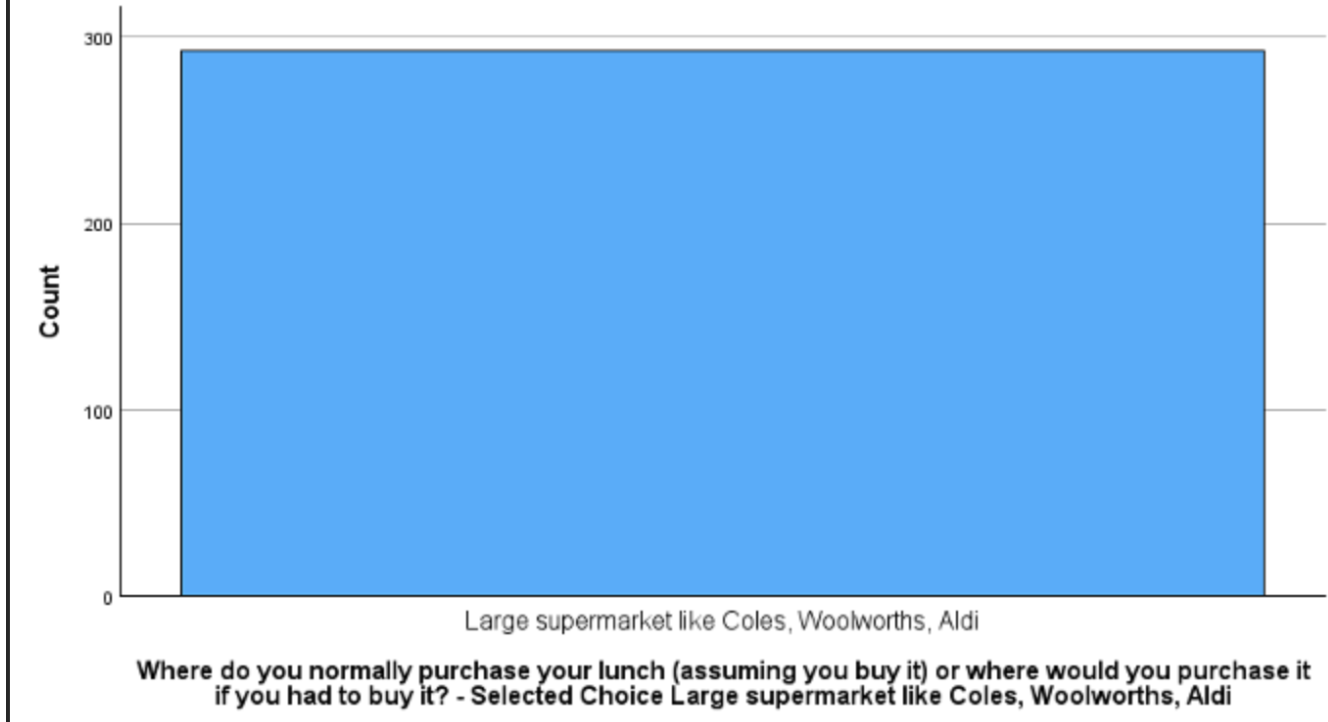 300
200
100
0
Count
Large supermarket like Coles, Woolworths, Aldi
Where do you normally purchase your lunch (assuming you buy it) or where would you purchase it
if you had to buy it? - Selected Choice Large supermarket like Coles, Woolworths, Aldi